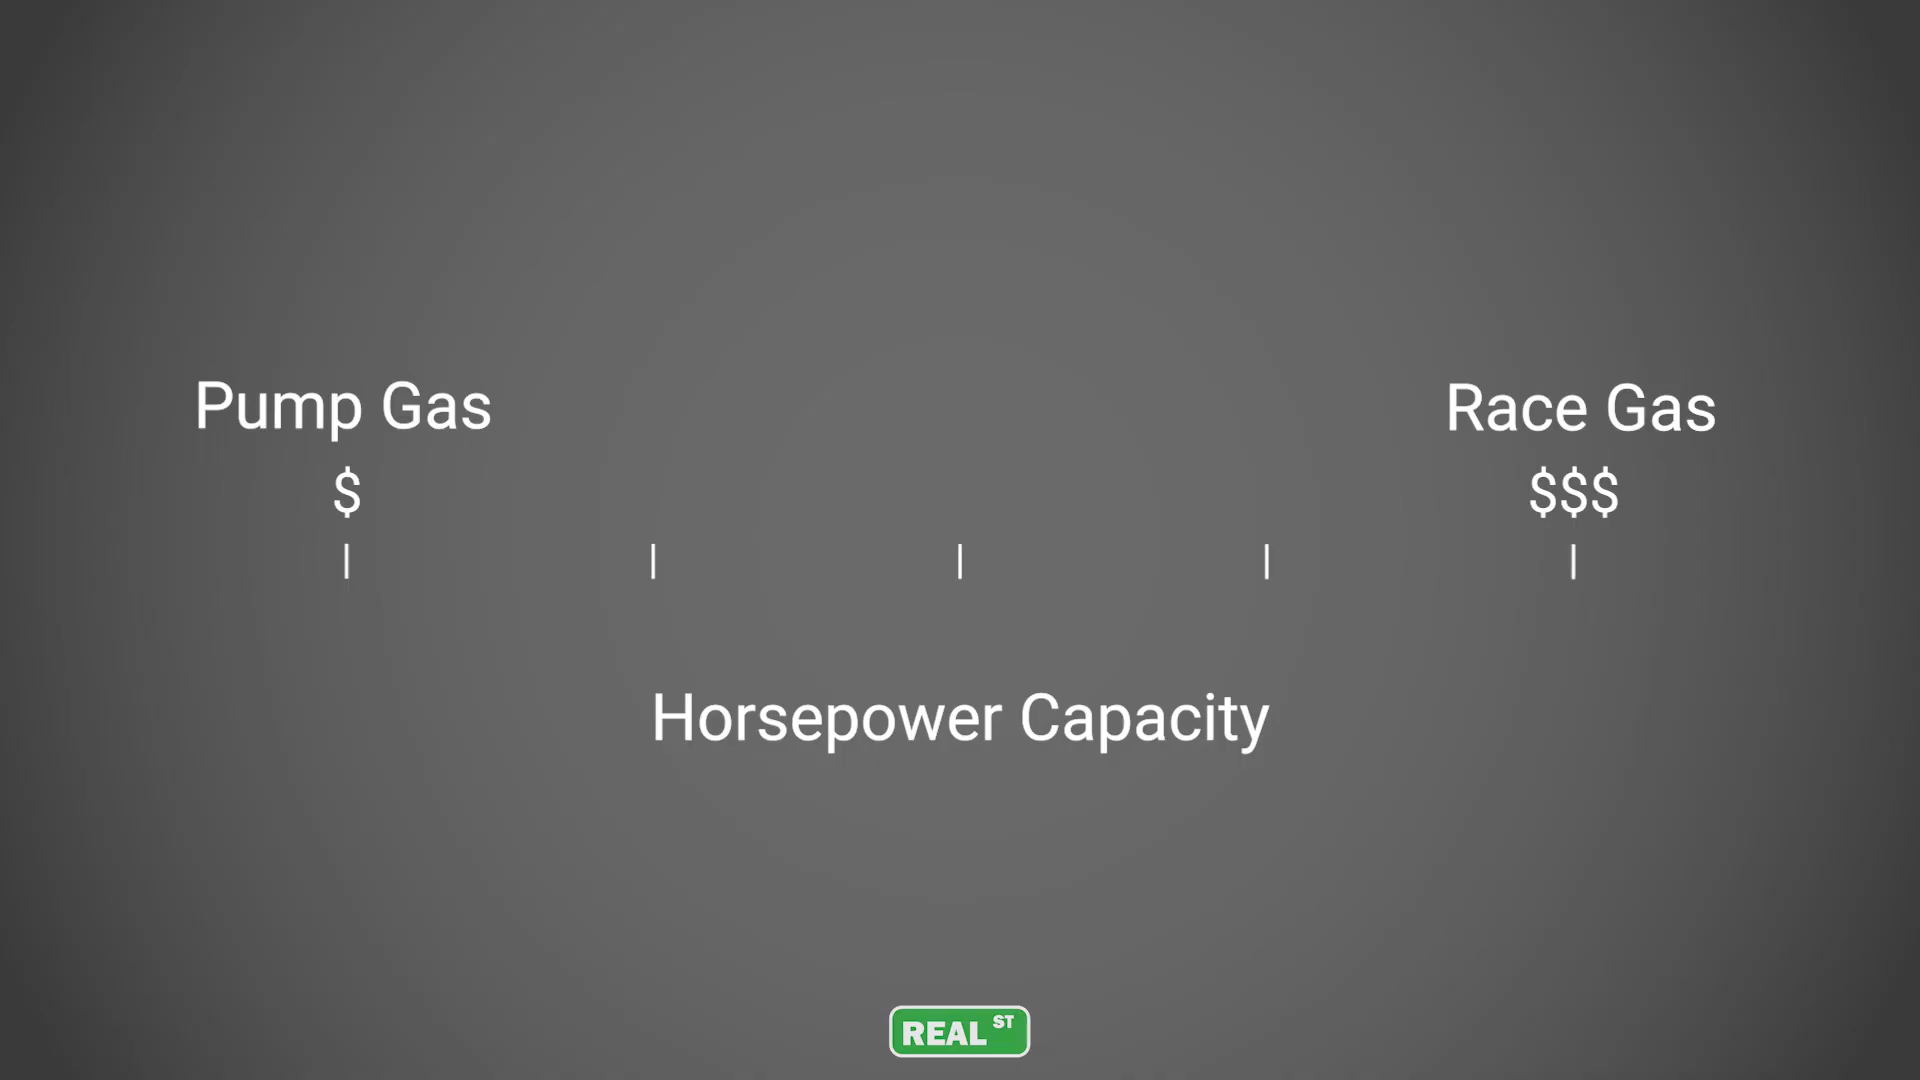 Pump Gas
Race Gas
$
$$$
Horsepower Capacity
REAL ST